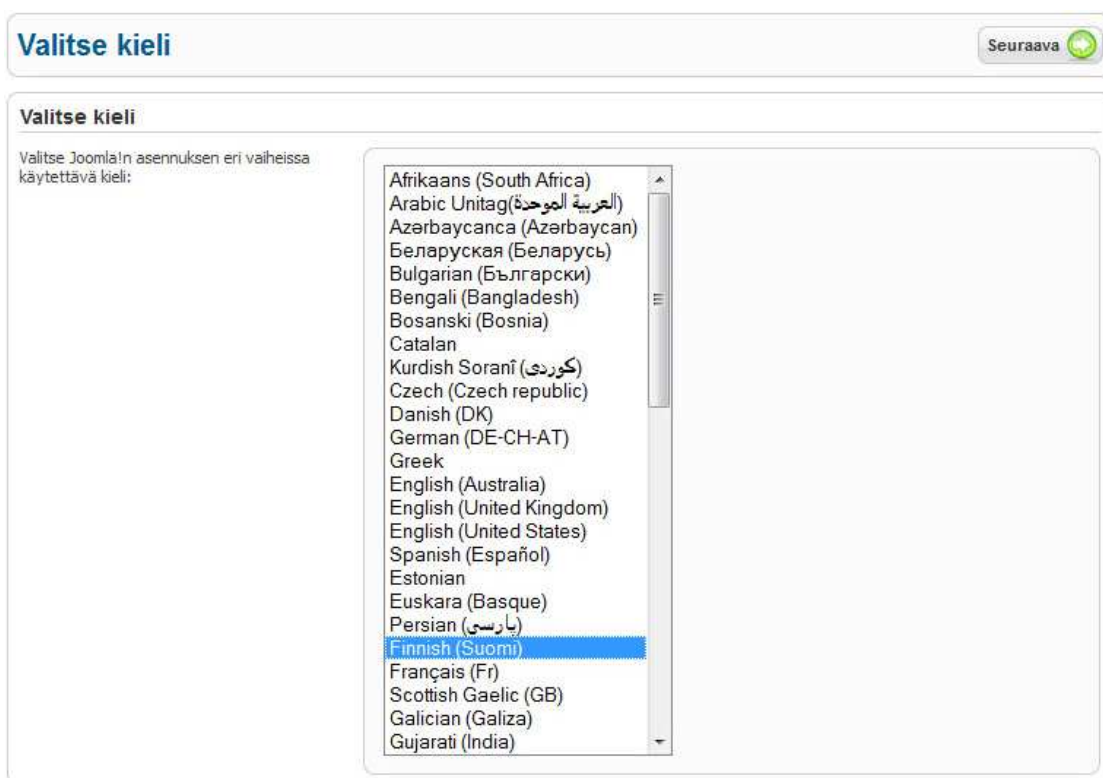 Valitse kieli
Seuraava
Valitse kieli
Valitse Joomla!n asennuksen eri vaiheissa
käytettävä kieli:
Afrikaans (South Africa)
Arabic Unitag(العربية الموحدة)
Azərbaycanca (Azərbaycan)
Беларуская (Беларусь)
Bulgarian (Български)
Bengali (Bangladesh)
Bosanski (Bosnia)
Catalan
Kurdish Soranî (کوردی)
Czech (Czech republic)
Danish (DK)
German (DE-CH-AT)
Greek
English (Australia)
English (United Kingdom)
English (United States)
Spanish (Español)
Estonian
Euskara (Basque)
Persian (پارسی)
Finnish (Suomi)
Français (Fr)
Scottish Gaelic (GB)
Galician (Galiza)
Gujarati (India)